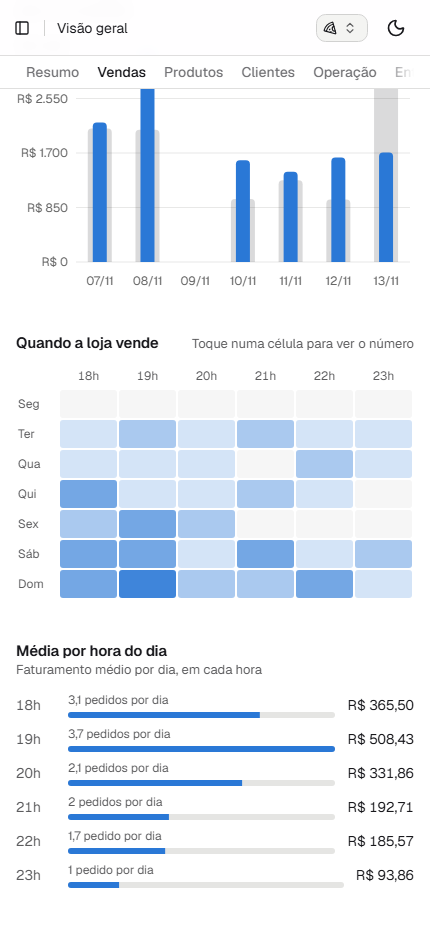 Visão geral
Resumo Vendas Produtos Clientes Operação En
R$ 2.550
R$ 1.700
R$ 850
R$ 0
07/11 08/11 09/11 10/11 11/11 12/11 13/11
Quando a loja vende Toque numa célula para ver o número
18h 19h 20h 21h 22h 23h
Seg
Ter
Qua
Qui
Sex
Sáb
Dom
Média por hora do dia
Faturamento médio por dia, em cada hora
18h 3,1 pedidos por dia R$ 365,50
19h 3,7 pedidos por dia R$ 508,43
20h 2,1 pedidos por dia R$ 331,86
21h 2 pedidos por dia R$ 192,71
22h 1,7 pedido por dia R$ 185,57
23h 1 pedido por dia R$ 93,86